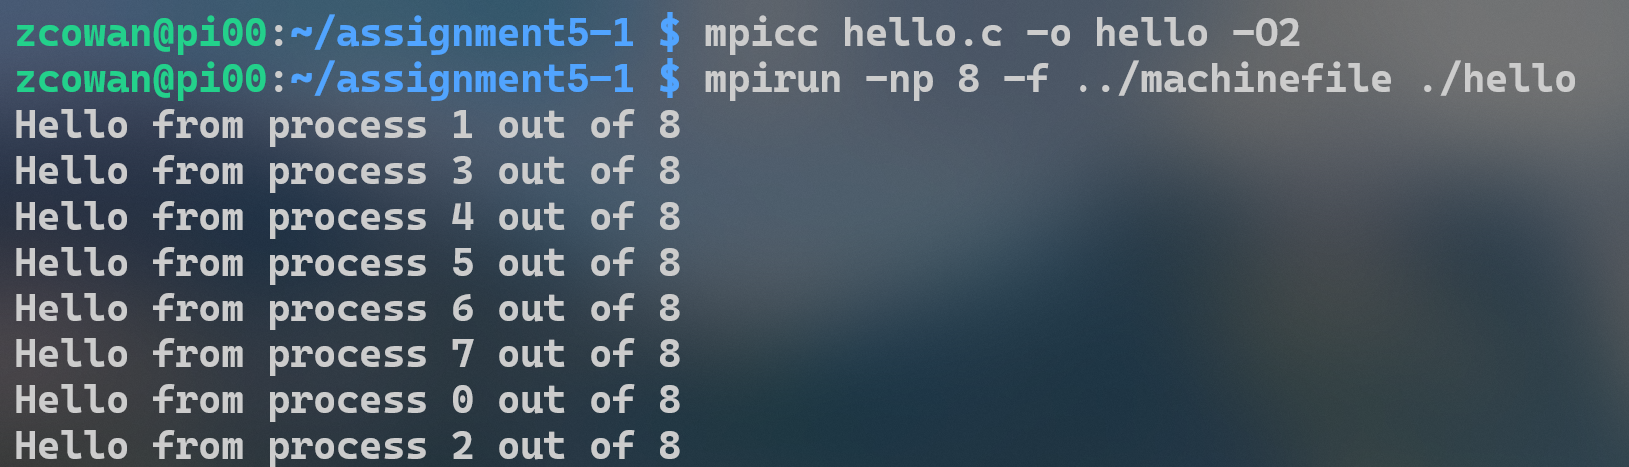 zcowan@pi00:~/assignment5-1 $ mpicc hello.c -o hello -O2
zcowan@pi00:~/assignment5-1 $ mpirun -np 8 -f ../machinefile ./hello
Hello from process 1 out of 8
Hello from process 3 out of 8
Hello from process 4 out of 8
Hello from process 5 out of 8
Hello from process 6 out of 8
Hello from process 7 out of 8
Hello from process 0 out of 8
Hello from process 2 out of 8